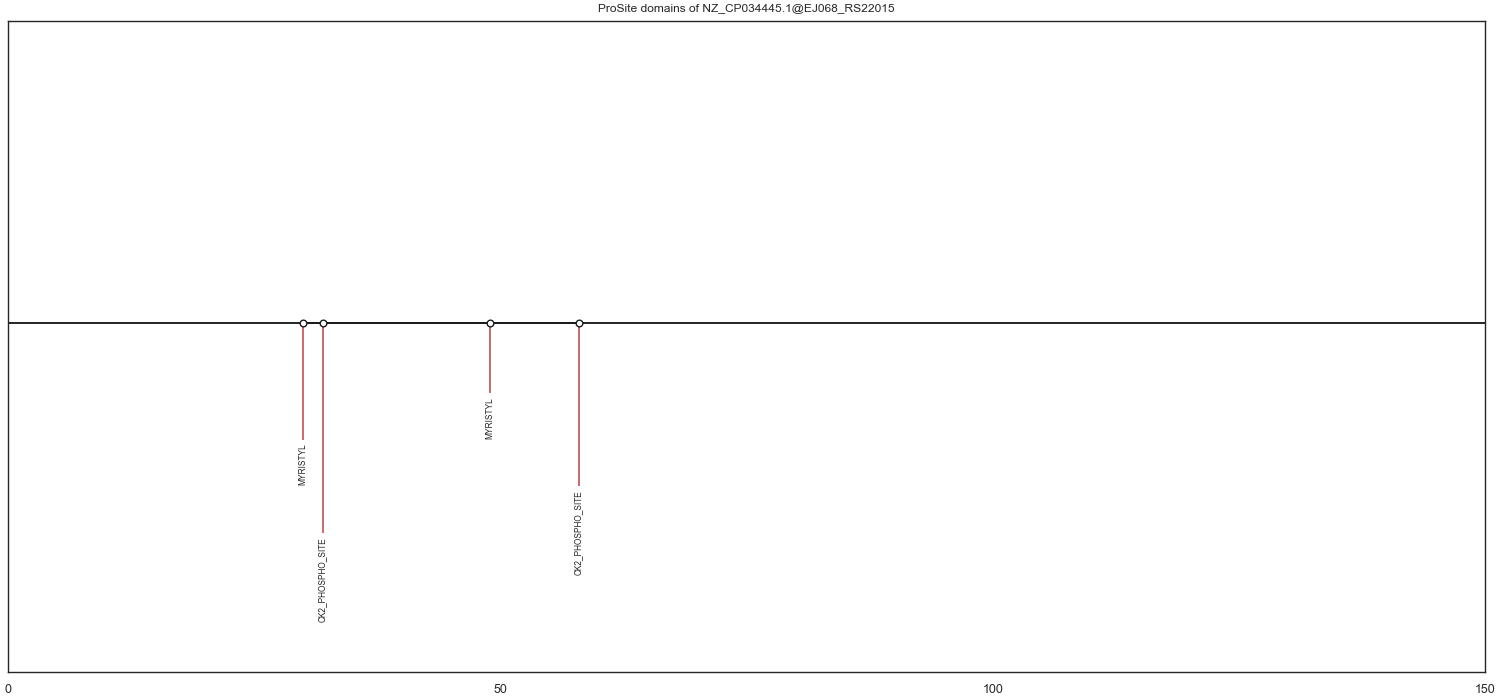 ProSite domains of NZ_CP034445.1@EJ068_RS22015
MYRISTYL
CK2_PHOSPHO_SITE
MYRISTYL
CK2_PHOSPHO_SITE
0 50 100 150